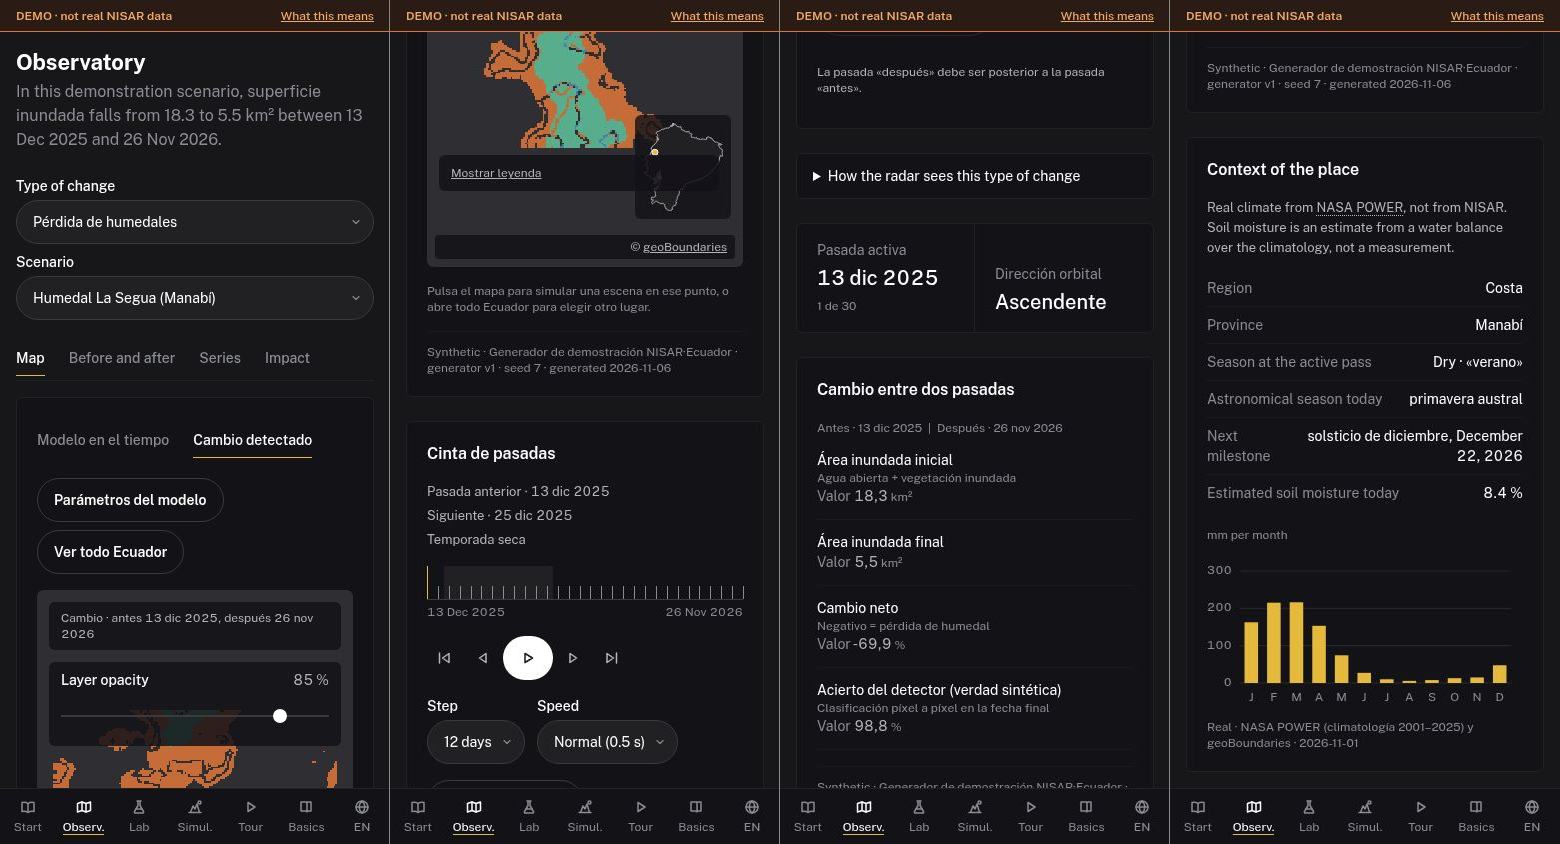 DEMO · not real NISAR data
What this means
Observatory
In this demonstration scenario, superficie
inundada falls from 18.3 to 5.5 km² between 13
Dec 2025 and 26 Nov 2026.
Type of change
Pérdida de humedales
Scenario
Humedal La Segua (Manabí)
Map
Before and after
Series
Impact
Modelo en el tiempo
Cambio detectado
Parámetros del modelo
Ver todo Ecuador
Cambio · antes 13 dic 2025, después 26 nov
2026
Layer opacity
85 %
Start
Observ.
Lab
Simul.
Tour
Basics
EN
DEMO · not real NISAR data
What this means
Mostrar leyenda
© geoBoundaries
Pulsa el mapa para simular una escena en ese punto, o
abre todo Ecuador para elegir otro lugar.
Synthetic · Generador de demostración NISAR·Ecuador ·
generator v1 · seed 7 · generated 2026-11-06
Cinta de pasadas
Pasada anterior · 13 dic 2025
Siguiente · 25 dic 2025
Temporada seca
13 Dec 2025
26 Nov 2026
Step
Speed
12 days
Normal (0.5 s)
Start
Observ.
Lab
Simul.
Tour
Basics
EN
DEMO · not real NISAR data
What this means
La pasada «después» debe ser posterior a la pasada
«antes».
How the radar sees this type of change
Pasada activa
13 dic 2025
1 de 30
Dirección orbital
Ascendente
Cambio entre dos pasadas
Antes · 13 dic 2025 | Después · 26 nov 2026
Área inundada inicial
Agua abierta + vegetación inundada
Valor 18,3 km²
Área inundada final
Valor 5,5 km²
Cambio neto
Negativo = pérdida de humedal
Valor -69,9 %
Acierto del detector (verdad sintética)
Clasificación píxel a píxel en la fecha final
Valor 98,8 %
Synthetic · Generador de demostración NISAR·Ecuador ·
Start
Observ.
Lab
Simul.
Tour
Basics
EN
DEMO · not real NISAR data
What this means
Synthetic · Generador de demostración NISAR·Ecuador ·
generator v1 · seed 7 · generated 2026-11-06
Context of the place
Real climate from NASA POWER, not from NISAR.
Soil moisture is an estimate from a water balance
over the climatology, not a measurement.
Region
Costa
Province
Manabí
Season at the active pass
Dry · «verano»
Astronomical season today
primavera austral
Next
milestone
solsticio de diciembre, December
22, 2026
Estimated soil moisture today
8.4 %
mm per month
300
200
100
0
J F M A M J J A S O N D
Real · NASA POWER (climatología 2001–2025) y
geoBoundaries · 2026-11-01
Start
Observ.
Lab
Simul.
Tour
Basics
EN